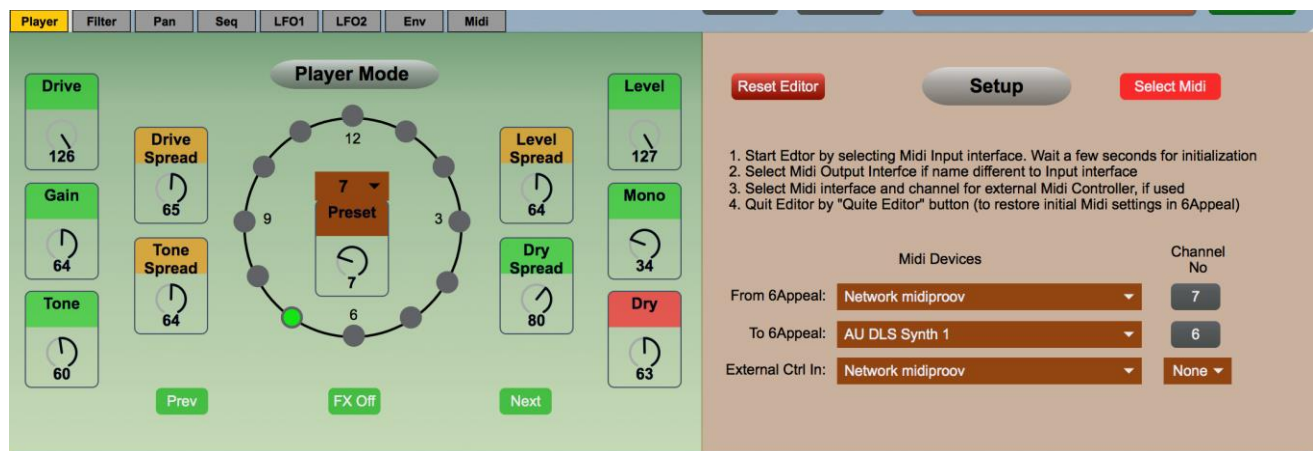 Player Filter Pan Seq LFO1 LFO2 Env Midi
Player Mode
Drive
126
Gain
64
Tone
60
Drive
Spread
65
Tone
Spread
64
12
9
3
6
7
Preset
7
Level
Spread
64
Dry
Spread
80
Level
127
Mono
34
Dry
63
Prev
FX Off
Next
Reset Editor
Setup
Select Midi
1. Start Edtor by selecting Midi Input interface. Wait a few seconds for initialization
2. Select Midi Output Interfce if name different to Input interface
3. Select Midi interface and channel for external Midi Controller, if used
4. Quit Editor by "Quite Editor" button (to restore initial Midi settings in 6Appeal)
Midi Devices
Channel
No
From 6Appeal: Network midiproov 7
To 6Appeal: AU DLS Synth 1 6
External Ctrl In: Network midiproov None